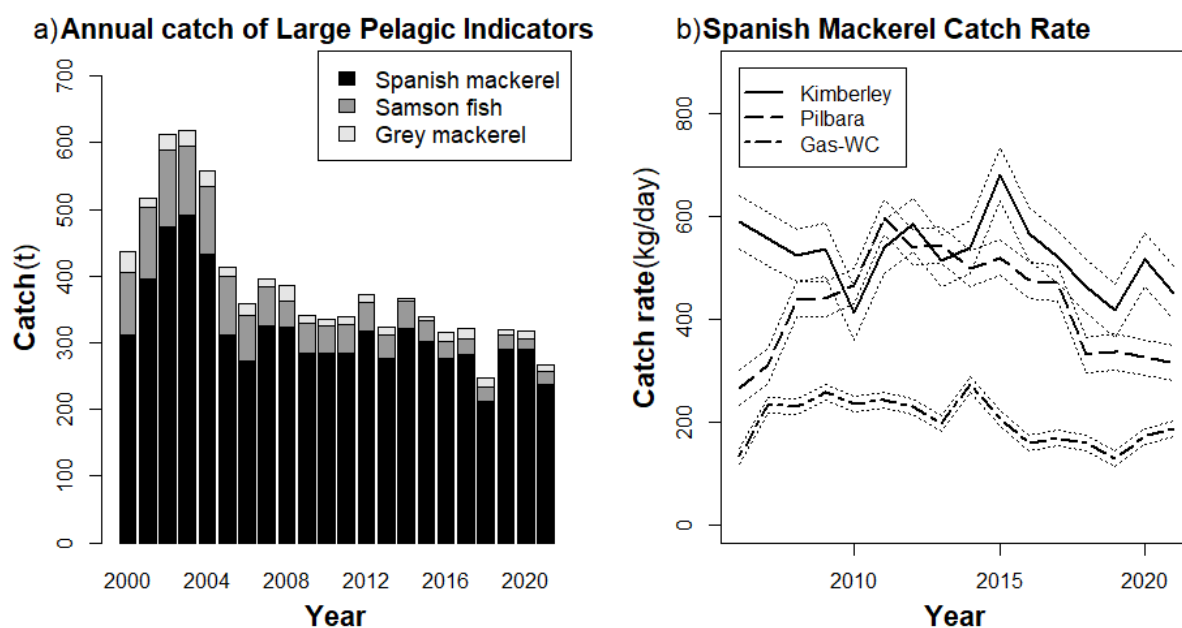 a)Annual catch of Large Pelagic Indicators
Spanish mackerel
Samson fish
Grey mackerel
Catch(t)
700
600
500
400
300
200
100
0
2000 2004 2008 2012 2016 2020
Year
b)Spanish Mackerel Catch Rate
Kimberley
Pilbara
Gas-WC
Catch rate(kg/day)
800
600
400
200
0
2010 2015 2020
Year